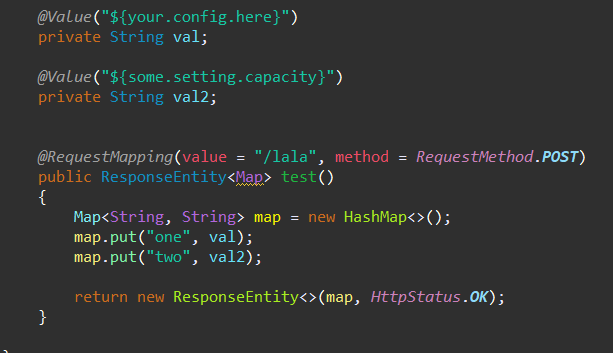 @Value("${your.config.here}")
private String val;
@Value("${some.setting.capacity}")
private String val2;
@RequestMapping(value = "/lala", method = RequestMethod.POST)
public ResponseEntity<Map> test()
{
Map<String, String> map = new HashMap<>();
map.put("one", val);
map.put("two", val2);
return new ResponseEntity<>(map, HttpStatus.OK);
}